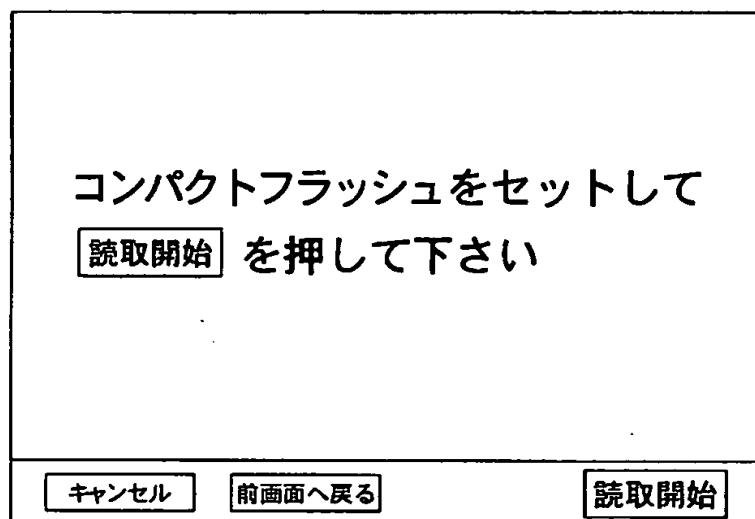 コンパクトフラッシュをセットして
読取開始 を押して下さい
キャンセル 前画面へ戻る 読取開始